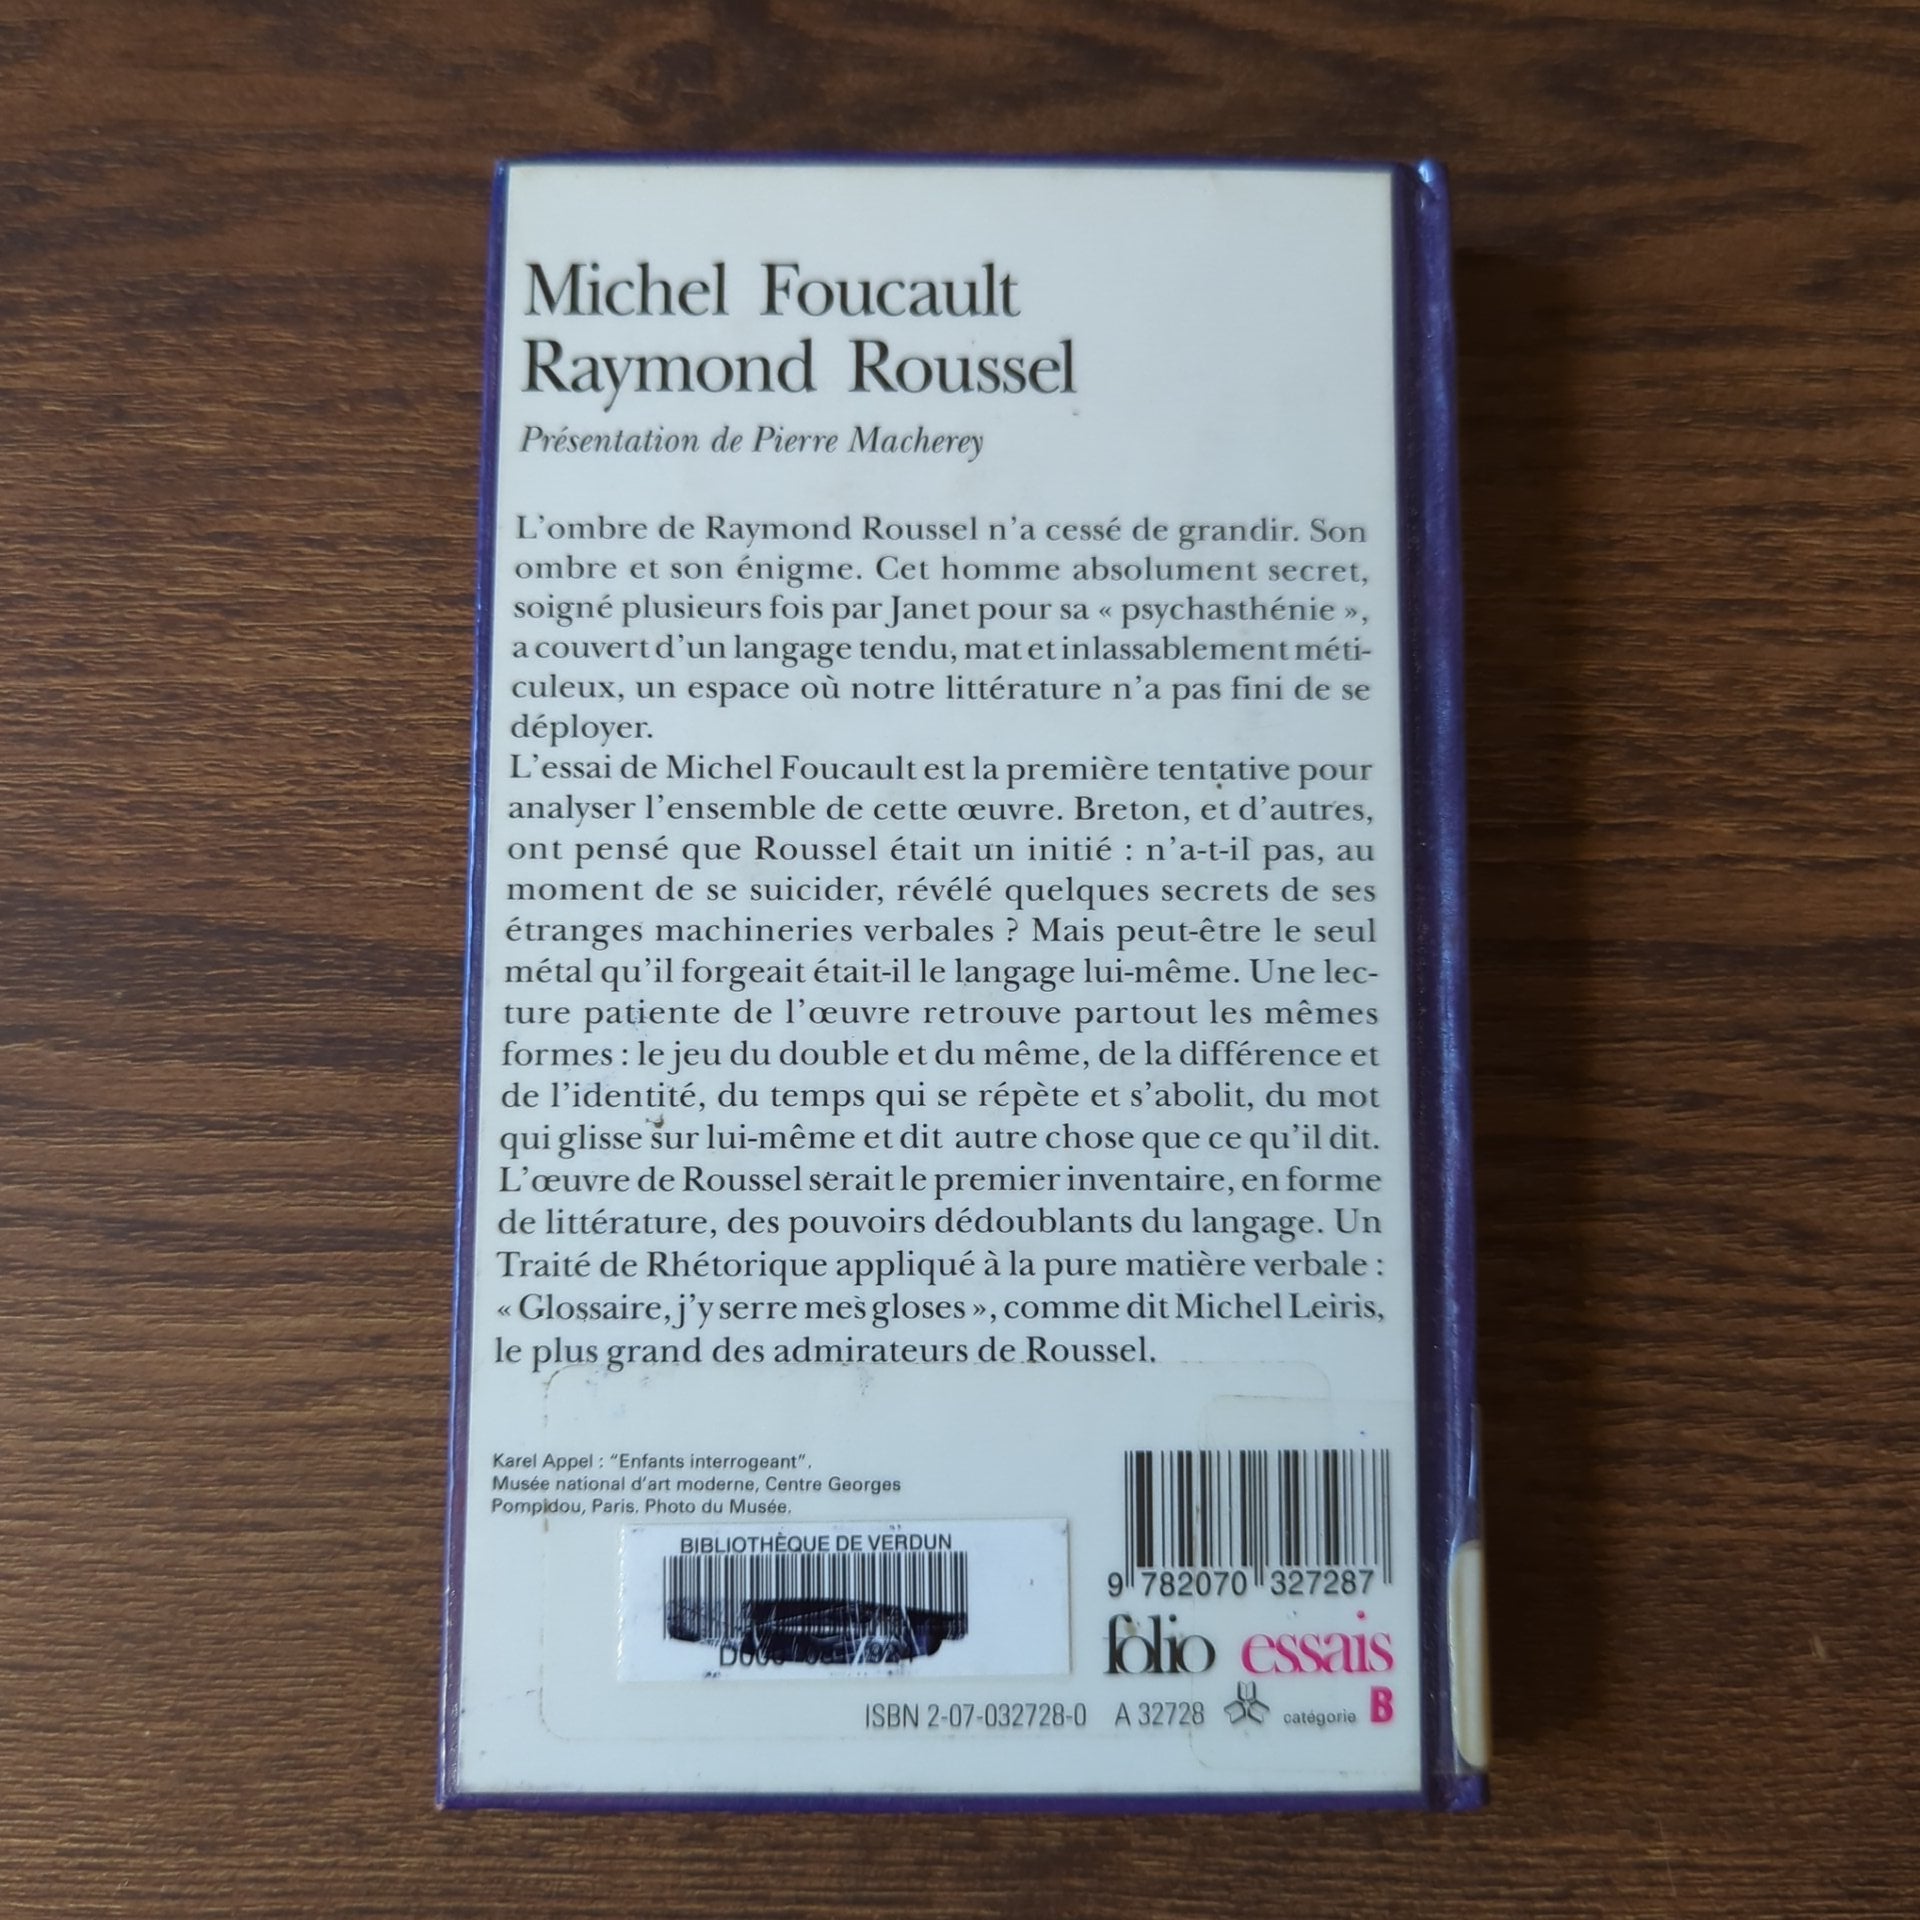 Michel Foucault
Raymond Roussel
Présentation de Pierre Macherey
L'ombre de Raymond Roussel n'a cessé de grandir. Son
ombre et son énigme. Cet homme absolument secret,
soigné plusieurs fois par Janet pour sa « psychasthénie »,
a couvert d'un langage tendu, mat et inlassablement méti-
culeux, un espace où notre littérature n'a pas fini de se
déployer.
L'essai de Michel Foucault est la première tentative pour
analyser l'ensemble de cette œuvre. Breton, et d'autres,
ont pensé que Roussel était un initié : n'a-t-il pas, au
moment de se suicider, révélé quelques secrets de ses
étranges machineries verbales ? Mais peut-être le seul
métal qu'il forgeait était-il le langage lui-même. Une lec-
ture patiente de l'œuvre retrouve partout les mêmes
formes : le jeu du double et du même, de la différence et
de l'identité, du temps qui se répète et s'abolit, du mot
qui glisse sur lui-même et dit autre chose que ce qu'il dit.
L'œuvre de Roussel serait le premier inventaire, en forme
de littérature, des pouvoirs dédoublants du langage. Un
Traité de Rhétorique appliqué à la pure matière verbale :
« Glossaire, j'y serre mes gloses », comme dit Michel Leiris,
le plus grand des admirateurs de Roussel.
Karel Appel : "Enfants interrogeant".
Musée national d'art moderne, Centre Georges
Pompidou, Paris. Photo du Musée.
BIBLIOTHÈQUE DE VERDUN
9 782070 327287
folio essais
ISBN 2-07-032728-0 A 32728 catégorie B